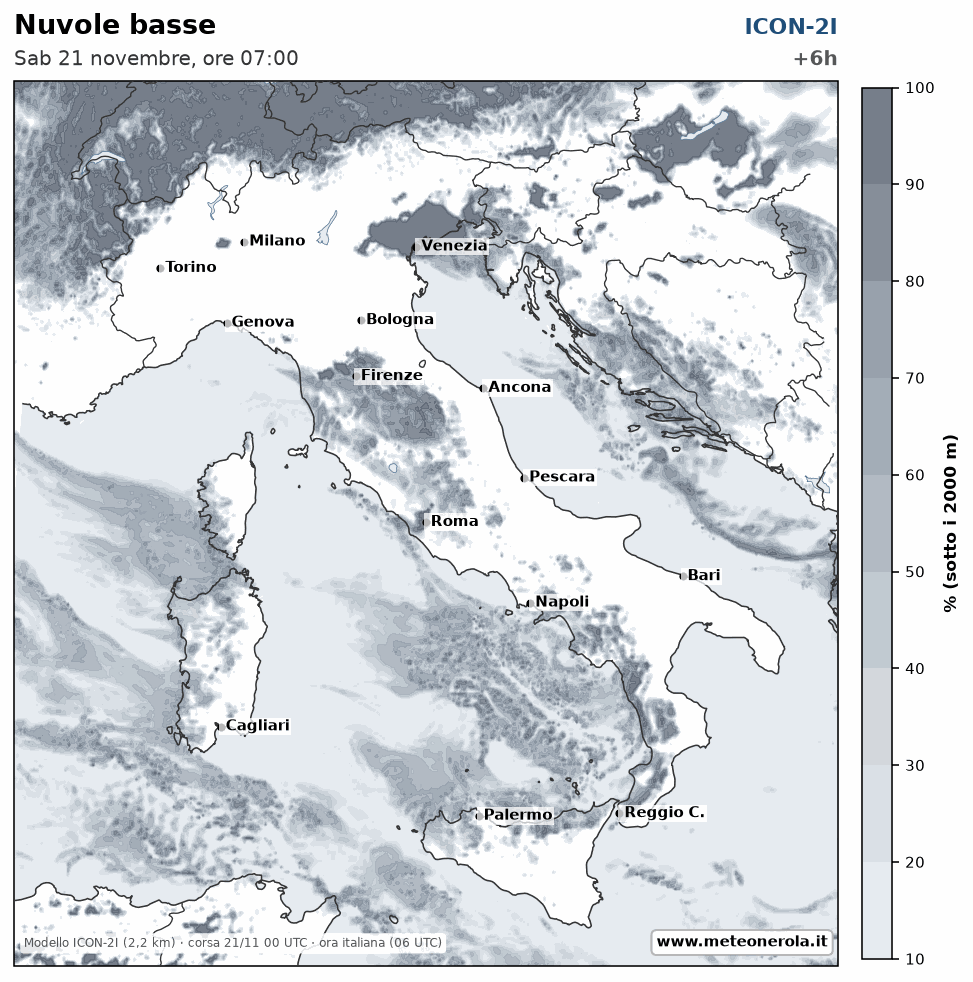 Nuvole basse
ICON-2I
Sab 21 novembre, ore 07:00
+6h
Milano
Venezia
Torino
Genova
Bologna
Firenze
Ancona
Pescara
Roma
Bari
Napoli
Cagliari
Palermo
Reggio C.
Modello ICON-2I (2,2 km) · corsa 21/11 00 UTC · ora italiana (06 UTC)
www.meteonerola.it
100
90
80
70
60
50
40
30
20
10
% (sotto i 2000 m)